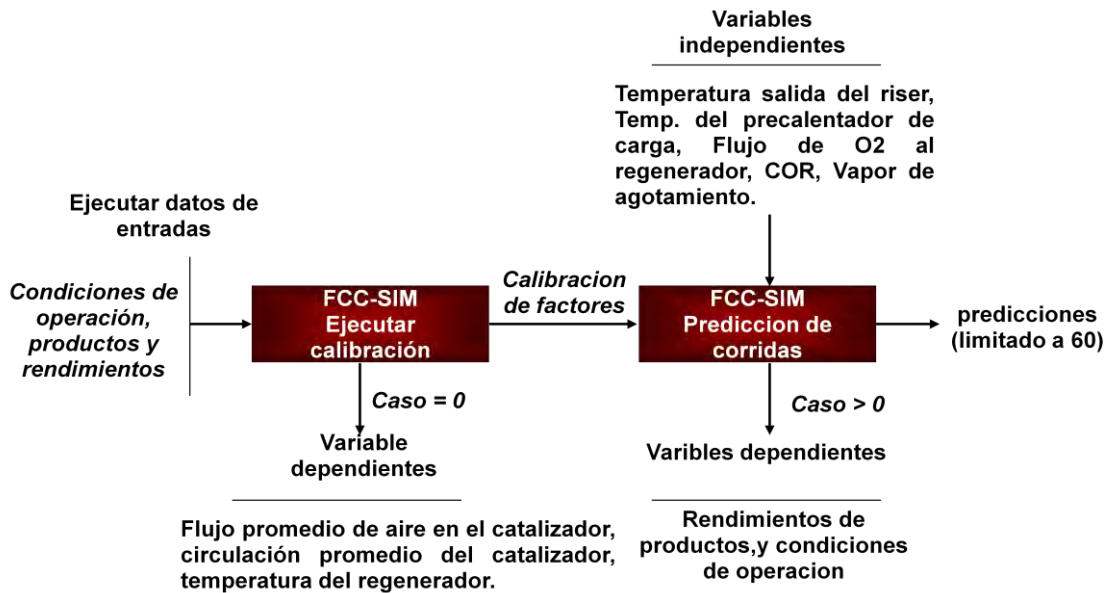 Variables
independientes
Temperatura salida del riser,
Temp. del precalentador de
carga, Flujo de O2 al
regenerador, COR, Vapor de
agotamiento.
Ejecutar datos de
entradas
Condiciones de
operación,
productos y
rendimientos
FCC-SIM
Ejecutar
calibración
Calibracion
de factores
FCC-SIM
Prediccion de
corridas
predicciones
(limitado a 60)
Caso = 0
Caso > 0
Variable
dependientes
Varibles dependientes
Flujo promedio de aire en el catalizador,
circulación promedio del catalizador,
temperatura del regenerador.
Rendimientos de
productos,y condiciones
de operacion